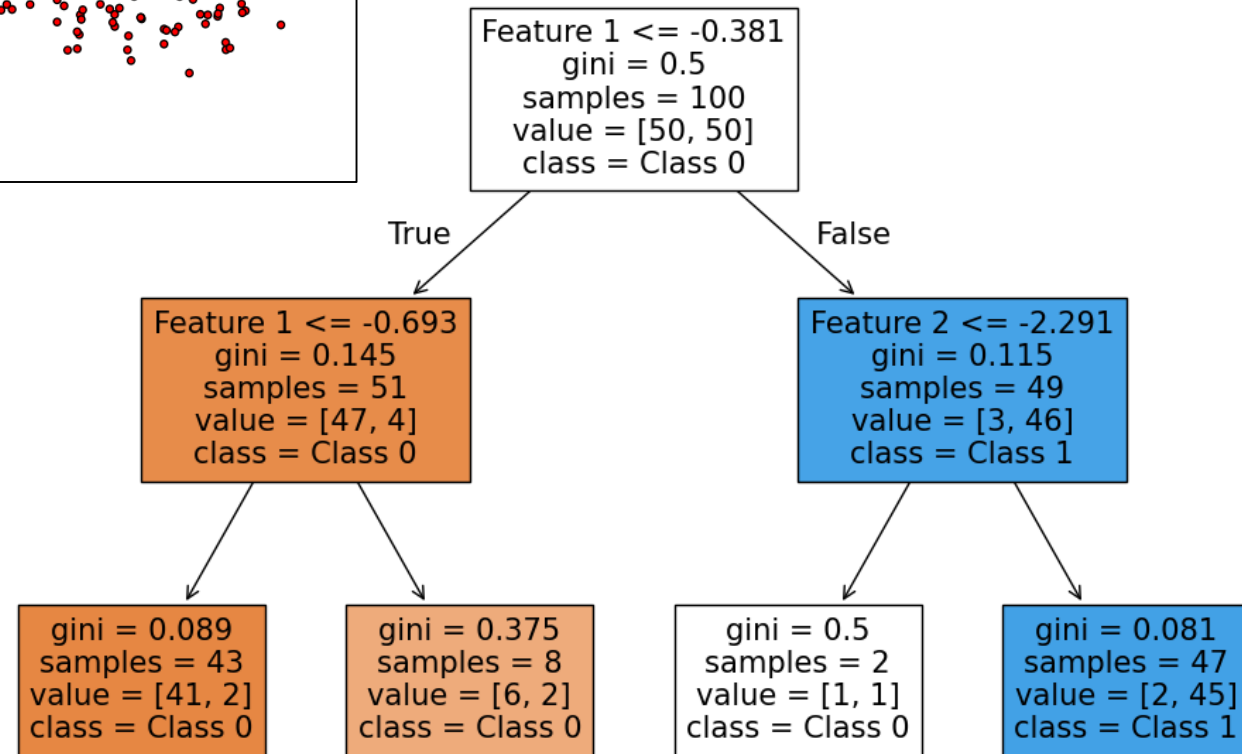 Feature 1 <= -0.381
gini = 0.5
samples = 100
value = [50, 50]
class = Class 0
True
False
Feature 1 <= -0.693
gini = 0.145
samples = 51
value = [47, 4]
class = Class 0
Feature 2 <= -2.291
gini = 0.115
samples = 49
value = [3, 46]
class = Class 1
gini = 0.089
samples = 43
value = [41, 2]
class = Class 0
gini = 0.375
samples = 8
value = [6, 2]
class = Class 0
gini = 0.5
samples = 2
value = [1, 1]
class = Class 0
gini = 0.081
samples = 47
value = [2, 45]
class = Class 1